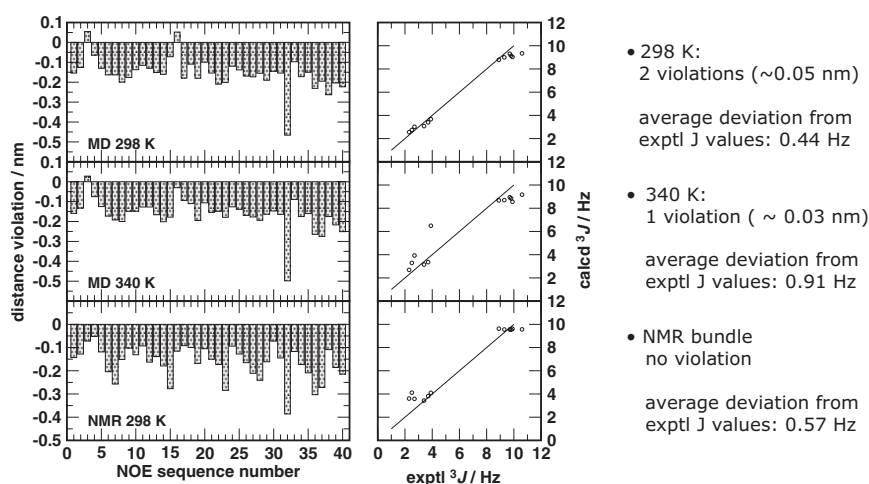 0.1
0
-0.1
-0.2
-0.3
-0.4
-0.5
MD 298 K
0.1
0
-0.1
-0.2
-0.3
-0.4
-0.5
MD 340 K
0
-0.1
-0.2
-0.3
-0.4
-0.5
NMR 298 K
0 5 10 15 20 25 30 35 40
NOE sequence number
distance violation / nm
12
10
8
6
4
2
12
10
8
6
4
2
12
10
8
6
4
2
0
0 2 4 6 8 10 12
exptl ³J / Hz
calcd ³J / Hz
• 298 K:
2 violations (~0.05 nm)
average deviation from
exptl J values: 0.44 Hz
• 340 K:
1 violation ( ~ 0.03 nm)
average deviation from
exptl J values: 0.91 Hz
• NMR bundle
no violation
average deviation from
exptl J values: 0.57 Hz